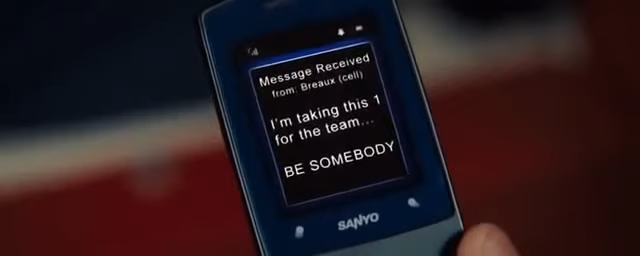 Message Received
from: Breaux (cell)
I'm taking this 1
for the team...
BE SOMEBODY
SANYO